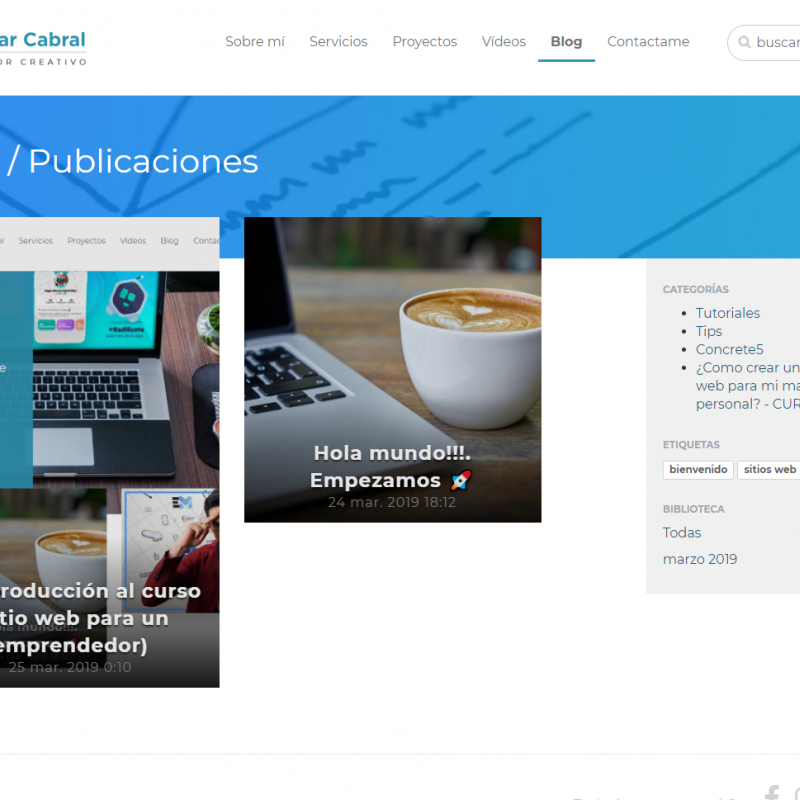 ar Cabral
OR CREATIVO
Sobre mí
Servicios
Proyectos
Vídeos
Blog
Contactame
buscar
/ Publicaciones
Servicios
Proyectos
Videos
Blog
Contac
e
roducción al curso
tio web para un
emprendedor)
25 mar. 2019 0:10
Hola mundo!!!.
Empezamos 🚀
24 mar. 2019 18:12
CATEGORÍAS
Tutoriales
Tips
Concrete5
¿Como crear un
web para mi ma
personal? - CUR
ETIQUETAS
bienvenido
sitios web
BIBLIOTECA
Todas
marzo 2019